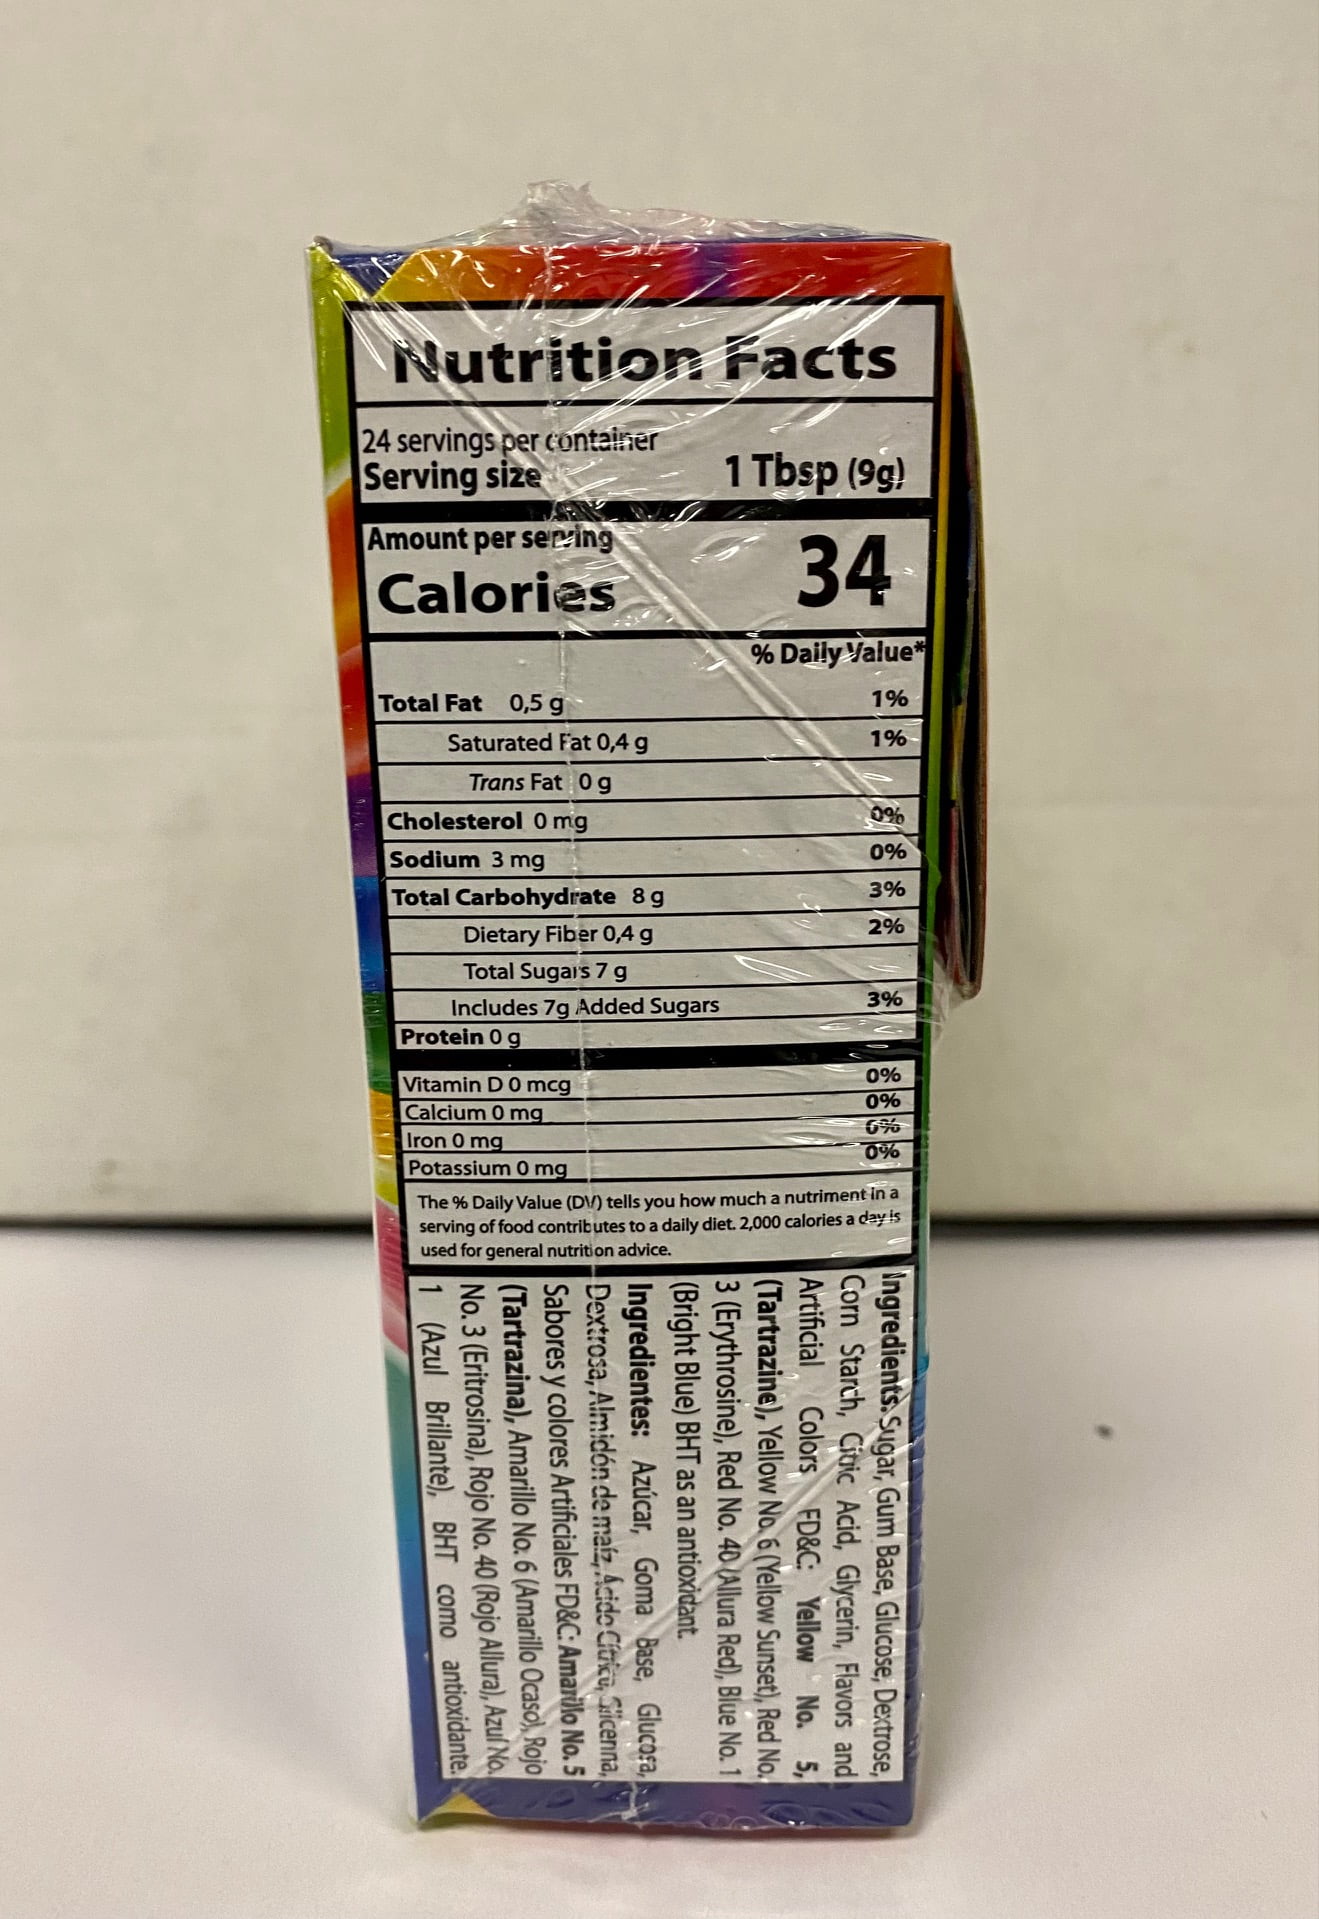 Nutrition Facts
24 servings per container
Serving size 1 Tbsp (9g)
Amount per serving
Calories 34
% Daily Value*
Total Fat 0,5 g 1%
Saturated Fat 0,4 g 1%
Trans Fat 0 g
Cholesterol 0 mg 0%
Sodium 3 mg 0%
Total Carbohydrate 8 g 3%
Dietary Fiber 0,4 g 2%
Total Sugars 7 g
Includes 7g Added Sugars 3%
Protein 0 g
Vitamin D 0 mcg 0%
Calcium 0 mg 0%
Iron 0 mg 0%
Potassium 0 mg 0%
The % Daily Value (DV) tells you how much a nutriment in a
serving of food contributes to a daily diet. 2,000 calories a day is
used for general nutrition advice.
Ingredients: Sugar, Gum Base, Glucose, Dextrose,
Corn Starch, Citric Acid, Glycerin, Flavors and
Artificial Colors FD&C: Yellow No. 5,
(Tartrazine), Yellow No. 6 (Yellow Sunset), Red No.
3 (Erythrosine), Red No. 40 (Allura Red), Blue No. 1
(Bright Blue) BHT as an antioxidant.
Ingredientes: Azúcar, Goma Base, Glucosa,
Dextrosa, Almidón de maíz, Ácido Cítrico, Glicerina,
Sabores y colores Artificiales FD&C: Amarillo No. 5
(Tartrazina), Amarillo No. 6 (Amarillo Ocaso), Rojo
No. 3 (Eritrosina), Rojo No. 40 (Rojo Allura), Azul No.
1 (Azul Brillante), BHT como antioxidante.